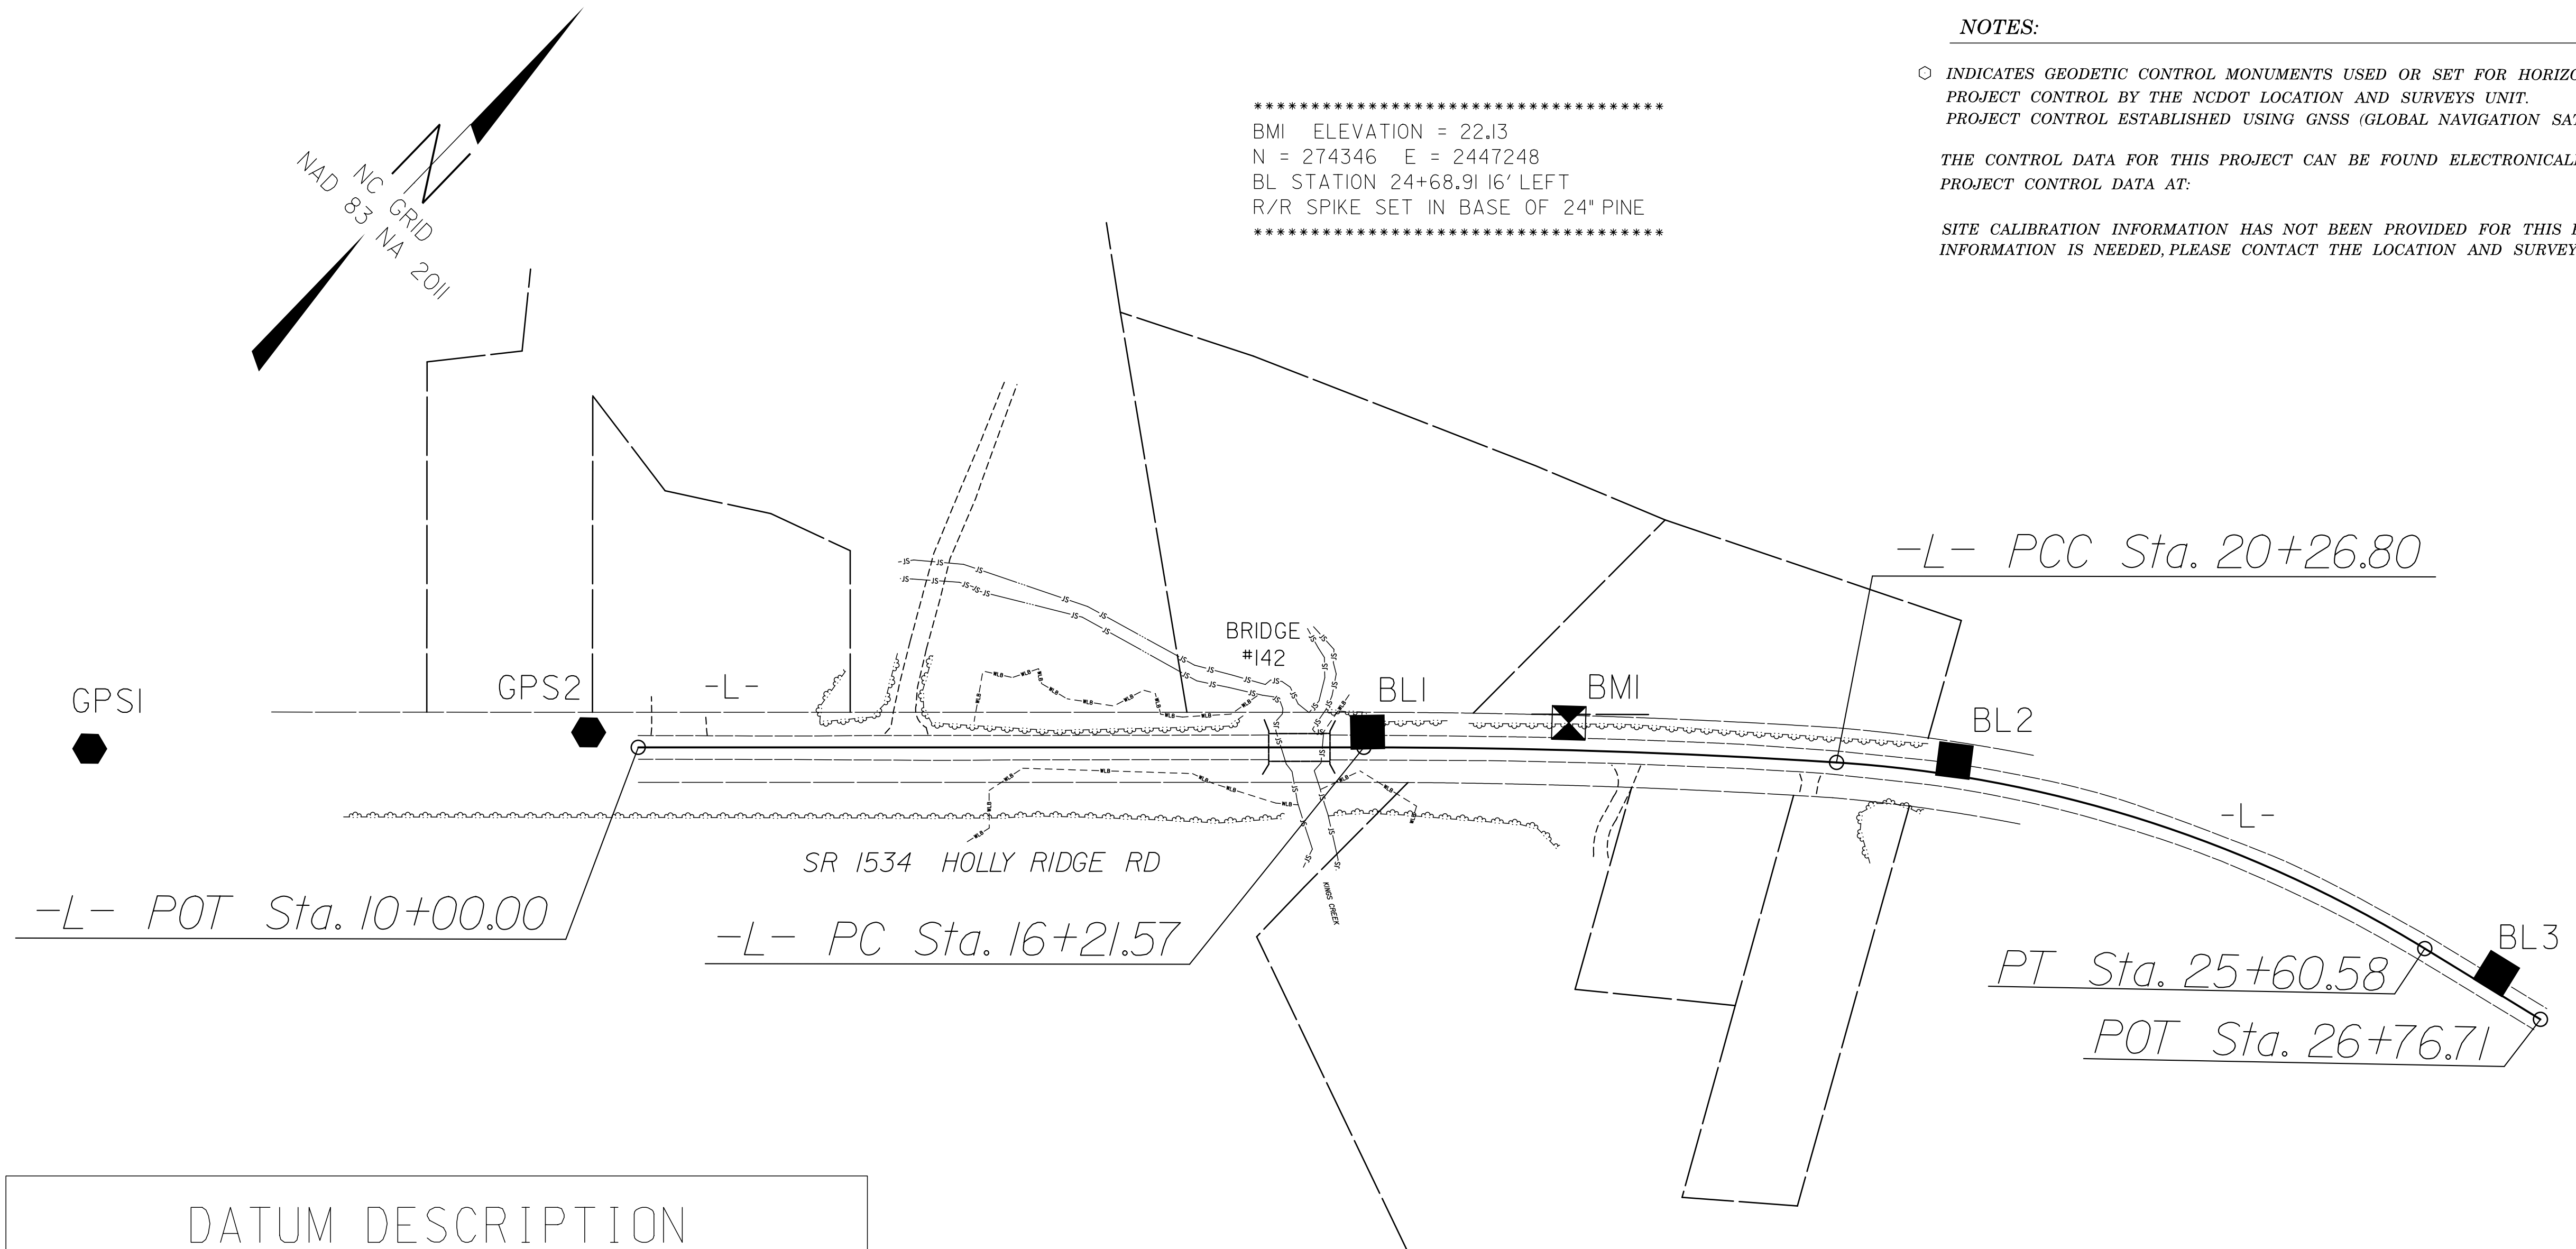 NOTES:
INDICATES GEODETIC CONTROL MONUMENTS USED OR SET FOR
PROJECT CONTROL BY THE NCDOT LOCATION AND SURVEYS UNIT.
PROJECT CONTROL ESTABLISHED USING GNSS (GLOBAL NAVIGATION
THE CONTROL DATA FOR THIS PROJECT CAN BE FOUND
PROJECT CONTROL DATA AT:
SITE CALIBRATION INFORMATION HAS NOT BEEN PROVIDED FOR THIS
INFORMATION IS NEEDED, PLEASE CONTACT THE LOCATION AND
N
NC GRID
NAD 83 NA 2011
***********************************
BM1 ELEVATION = 22.13
N = 274346 E = 2447248
BL STATION 24+68.91 16' LEFT
R/R SPIKE SET IN BASE OF 24" PINE
***********************************
-L- PCC Sta. 20+26.80
BRIDGE
#142
GPS1
GPS2
-L-
BL1
BM1
BL2
-L-
SR 1534 HOLLY RIDGE RD
KINGS CREEK
-L- POT Sta. 10+00.00
-L- PC Sta. 16+21.57
BL3
PT Sta. 25+60.58
POT Sta. 26+76.71
DATUM DESCRIPTION